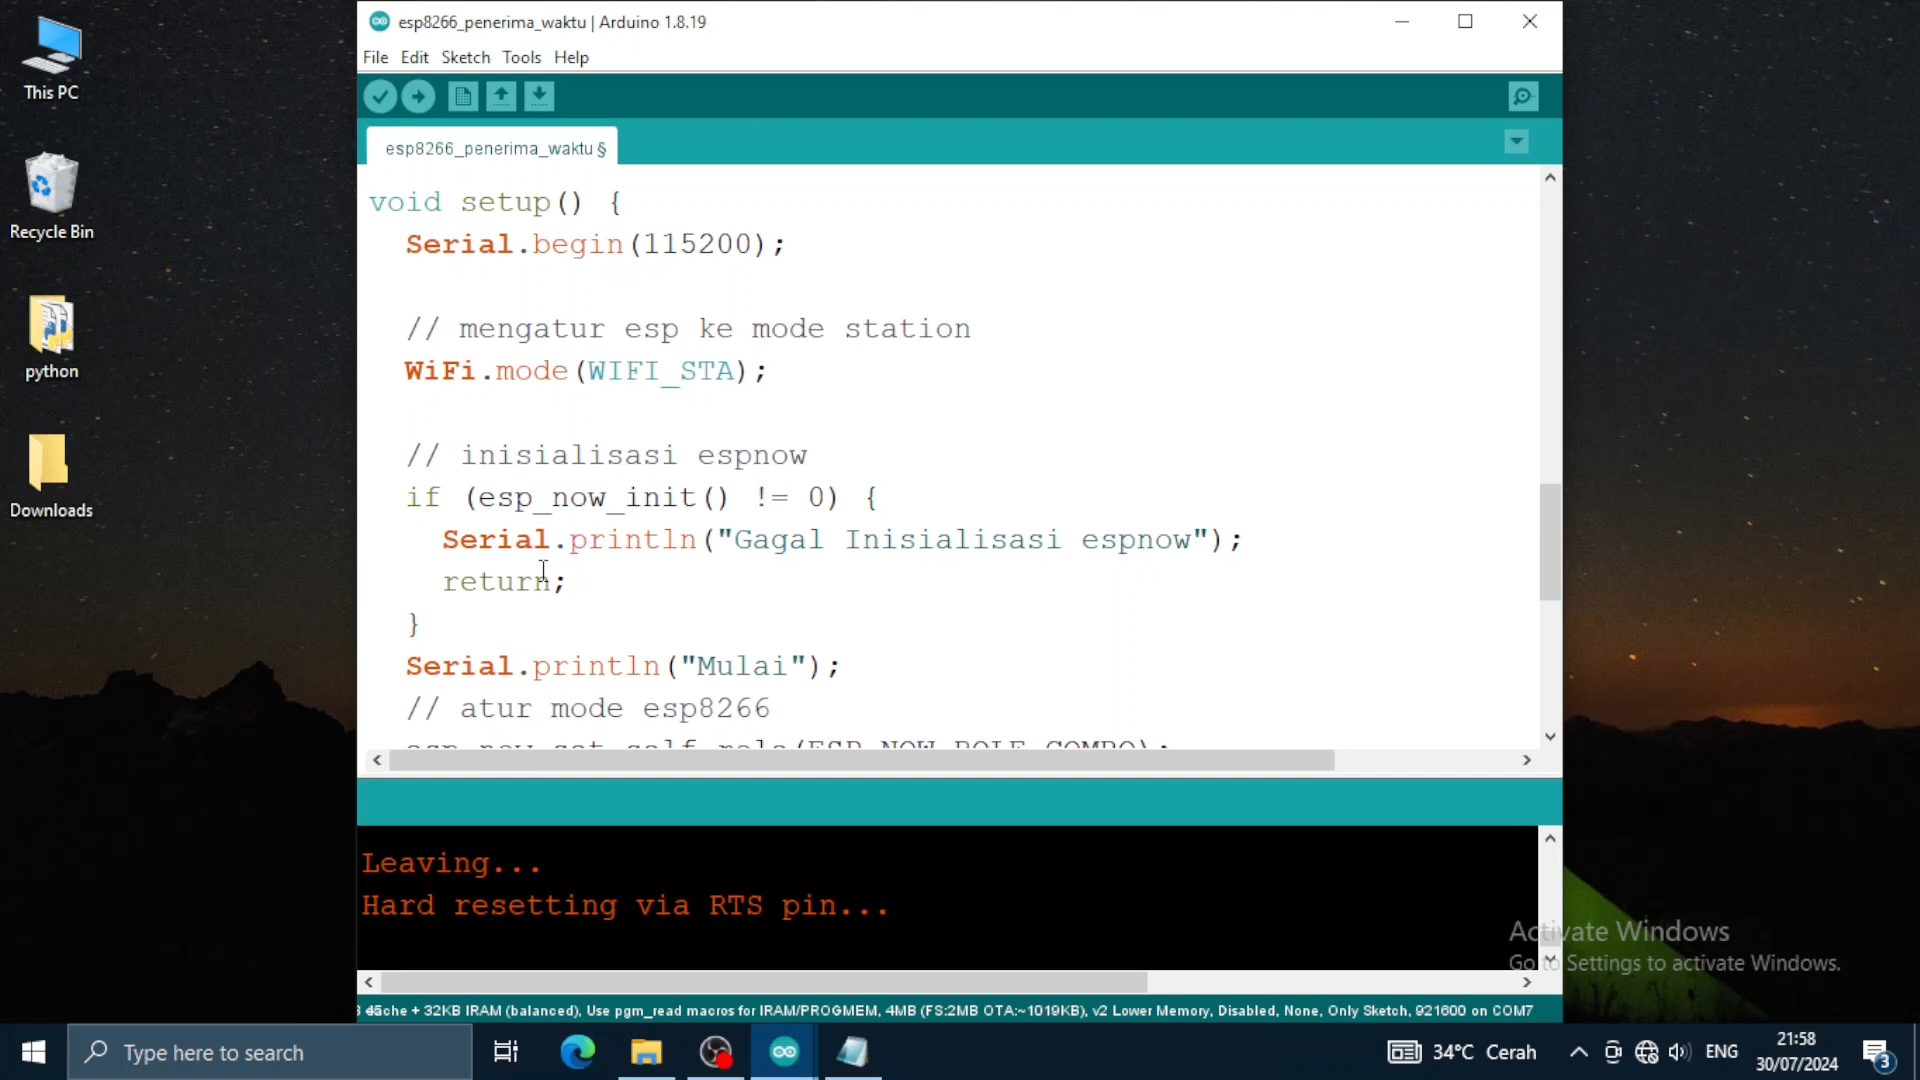 This PC
Recycle Bin
python
Downloads
esp8266_penerima_waktu | Arduino 1.8.19
File Edit Sketch Tools Help
esp8266_penerima_waktu §
void setup() {
Serial.begin(115200);
// mengatur esp ke mode station
WiFi.mode(WIFI_STA);
// inisialisasi espnow
if (esp_now_init() != 0) {
Serial.println("Gagal Inisialisasi espnow");
return;
}
Serial.println("Mulai");
// atur mode esp8266
esp_now_set_self_role(ESP_NOW_ROLE_COMBO);
Leaving...
Hard resetting via RTS pin...
+ 32KB IRAM (balanced), Use pgm_read macros for IRAM/PROGMEM, 4MB (FS:2MB OTA:~1019KB), v2 Lower Memory, Disabled, None, Only Sketch, 921600 on COM7
Activate Windows
Go to Settings to activate Windows.
Type here to search
34°C Cerah
ENG
21:58
30/07/2024
3